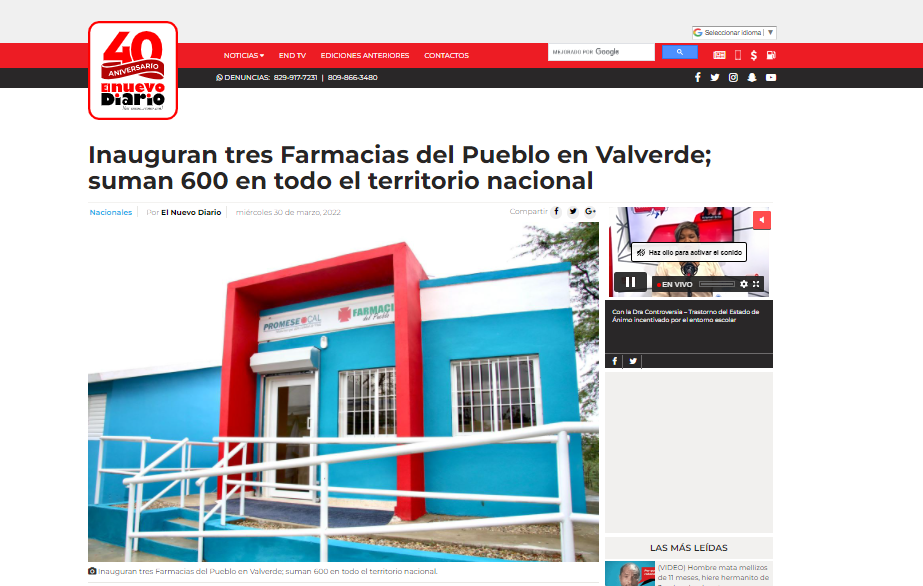 Seleccionar idioma ▼
40
ANIVERSARIO
El nuevo
Diario
NOTICIAS
END TV
EDICIONES ANTERIORES
CONTACTOS
MEJORADO POR Google
DENUNCIAS: 829-917-7231 | 809-866-3480
Inauguran tres Farmacias del Pueblo en Valverde;
suman 600 en todo el territorio nacional
Nacionales
Por El Nuevo Diario
miércoles 30 de marzo, 2022
Compartir
PROMESE CAL
FARMACI
del Pueblo
Haz clic para activar el sonido
EN VIVO
Con la Dra Controversia – Trastorno del Estado de
Ánimo incentivado por el entorno escolar
LAS MÁS LEÍDAS
(VIDEO) Hombre mata mellizos
de 11 meses, hiere hermanito de
Inauguran tres Farmacias del Pueblo en Valverde; suman 600 en todo el territorio nacional.